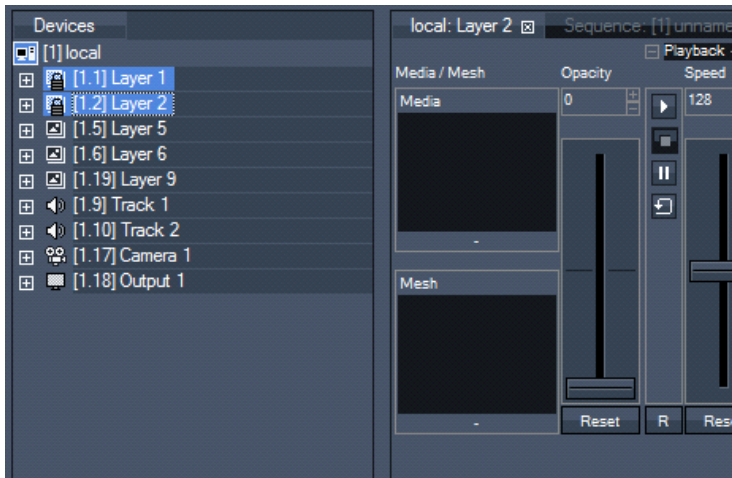 Devices
[1] local
[1.1] Layer 1
[1.2] Layer 2
[1.5] Layer 5
[1.6] Layer 6
[1.19] Layer 9
[1.9] Track 1
[1.10] Track 2
[1.17] Camera 1
[1.18] Output 1
local: Layer 2
Sequence: [1] unname
Playback
Media / Mesh Opacity Speed
Media 0 128
-
Mesh
-
Reset R Res